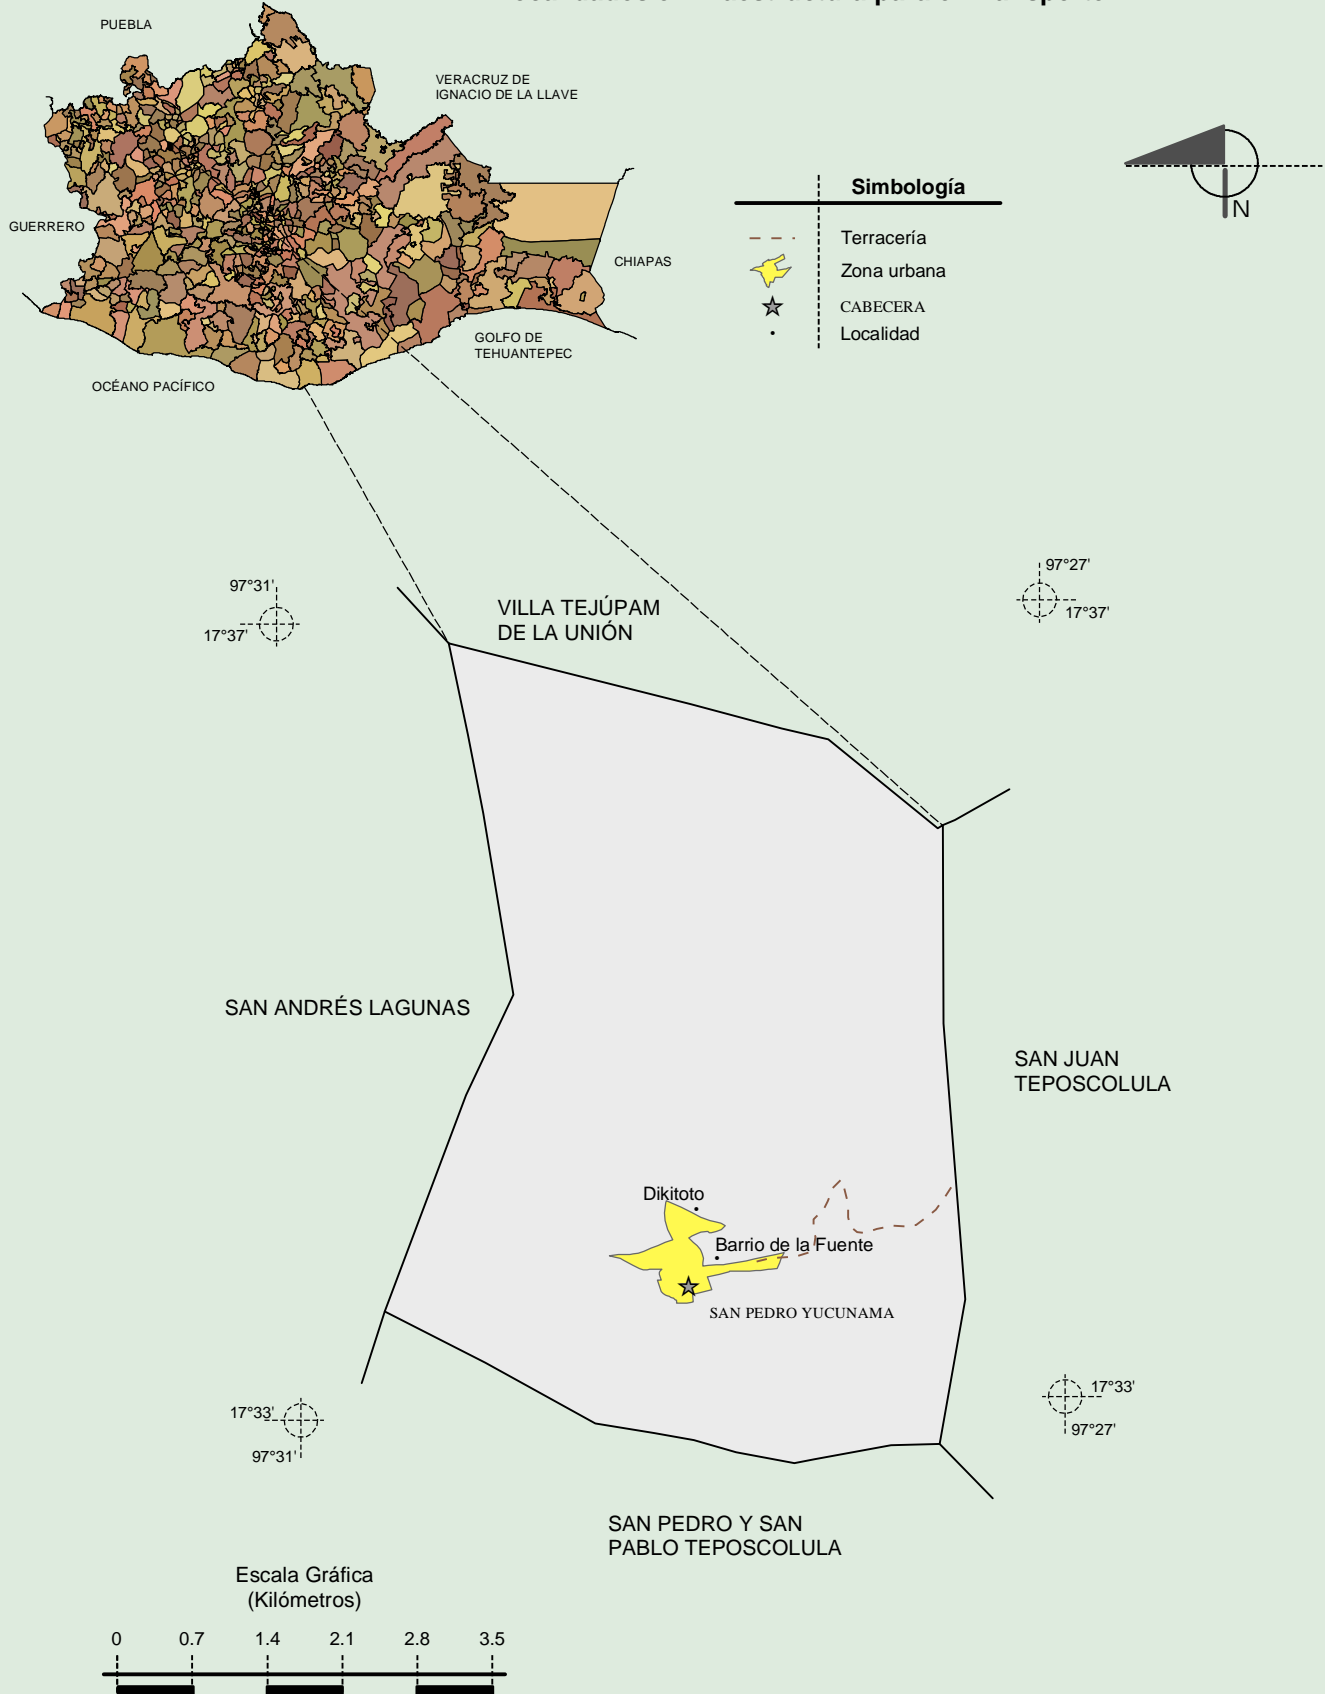 PUEBLA
VERACRUZ DE
IGNACIO DE LA LLAVE
GUERRERO
CHIAPAS
GOLFO DE
TEHUANTEPEC
OCÉANO PACÍFICO
Simbología
Terracería
Zona urbana
CABECERA
Localidad
N
97°31'
17°37'
97°27'
17°37'
VILLA TEJÚPAM
DE LA UNIÓN
SAN ANDRÉS LAGUNAS
SAN JUAN
TEPOSCOLULA
Dikitoto
Barrio de la Fuente
SAN PEDRO YUCUNAMA
17°33'
97°31'
17°33'
97°27'
SAN PEDRO Y SAN
PABLO TEPOSCOLULA
Escala Gráfica
(Kilómetros)
0 0.7 1.4 2.1 2.8 3.5